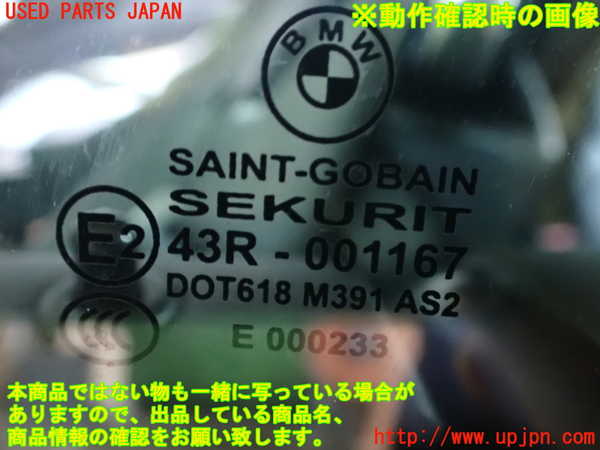 USED PARTS JAPAN
※動作確認時の画像
BMW
SAINT-GOBAIN
SEKURIT
E2
43R - 001167
DOT618 M391 AS2
CCC
E 000233
本商品ではない物も一緒に写っている場合が
ありますので、出品している商品名、
商品情報の確認をお願い致します。
http://www.upjpn.com/